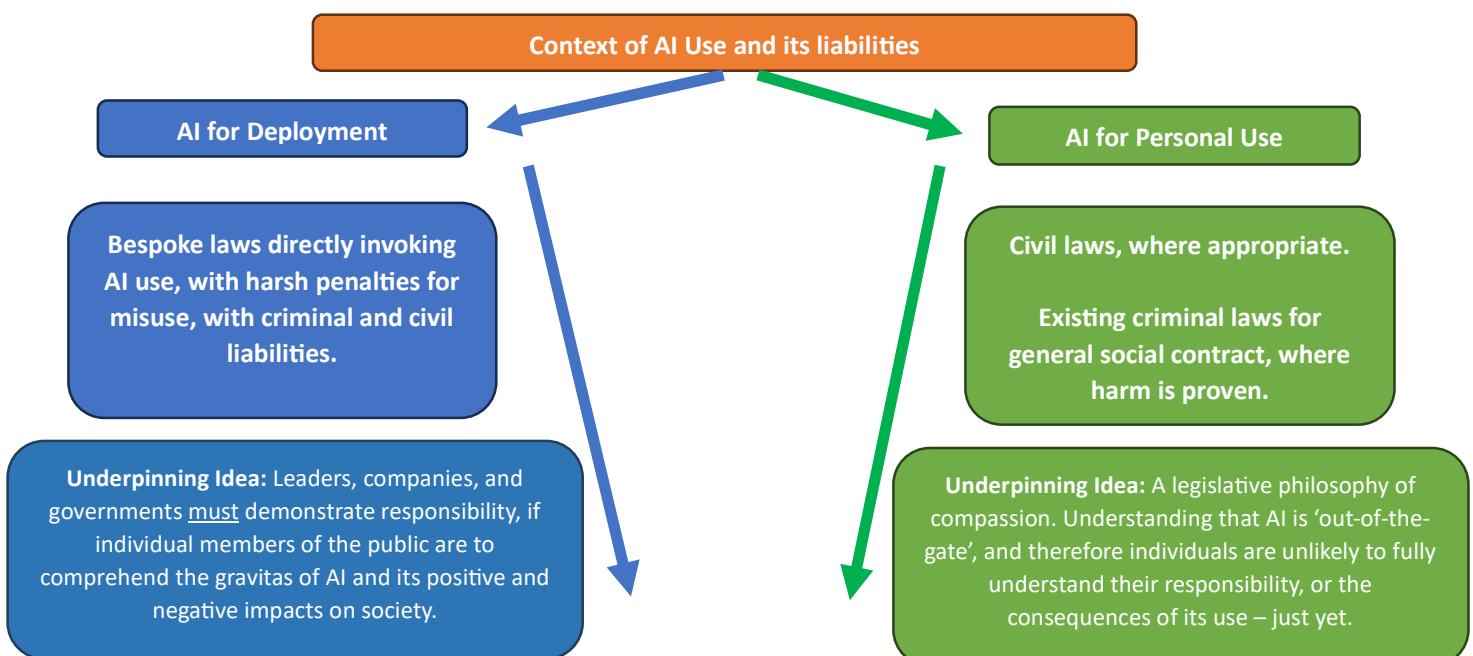 Context of AI Use and its liabilities
AI for Deployment
Bespoke laws directly invoking
AI use, with harsh penalties for
misuse, with criminal and civil
liabilities.
Underpinning Idea: Leaders, companies, and
governments must demonstrate responsibility, if
individual members of the public are to
comprehend the gravitas of AI and its positive and
negative impacts on society.
AI for Personal Use
Civil laws, where appropriate.
Existing criminal laws for
general social contract, where
harm is proven.
Underpinning Idea: A legislative philosophy of
compassion. Understanding that AI is ‘out-of-the-
gate’, and therefore individuals are unlikely to fully
understand their responsibility, or the
consequences of its use – just yet.